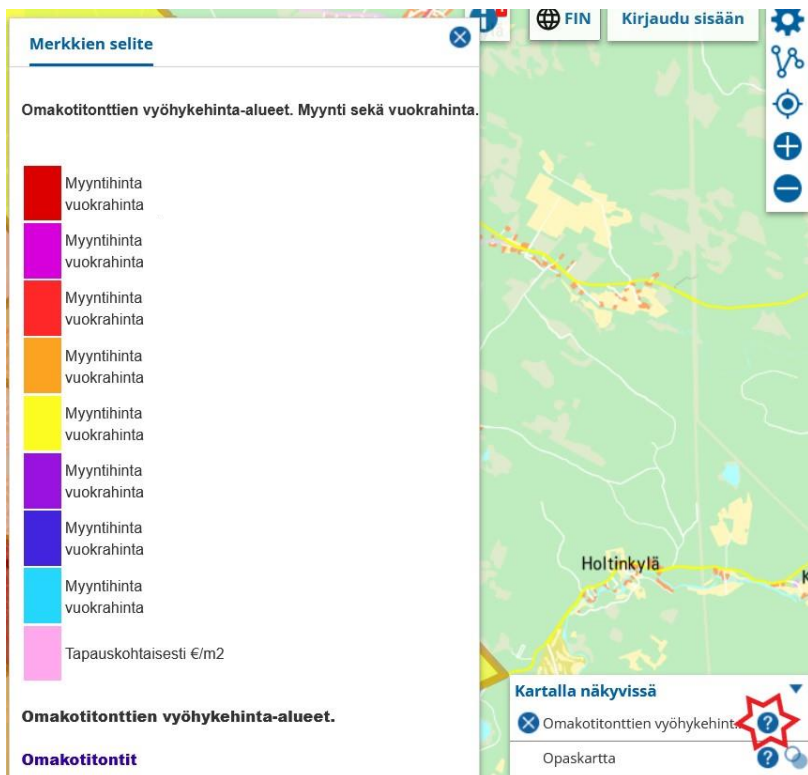 FIN
Kirjaudu sisään
Merkkien selite
Omakotitonttien vyöhykehinta-alueet. Myynti sekä vuokrahinta.
Myyntihinta
vuokrahinta
Myyntihinta
vuokrahinta
Myyntihinta
vuokrahinta
Myyntihinta
vuokrahinta
Myyntihinta
vuokrahinta
Myyntihinta
vuokrahinta
Myyntihinta
vuokrahinta
Myyntihinta
vuokrahinta
Tapauskohtaisesti €/m2
Omakotitonttien vyöhykehinta-alueet.
Omakotitontit
Holtinkylä
K
Kartalla näkyvissä
Omakotitonttien vyöhykehint...
?
Opaskartta
?